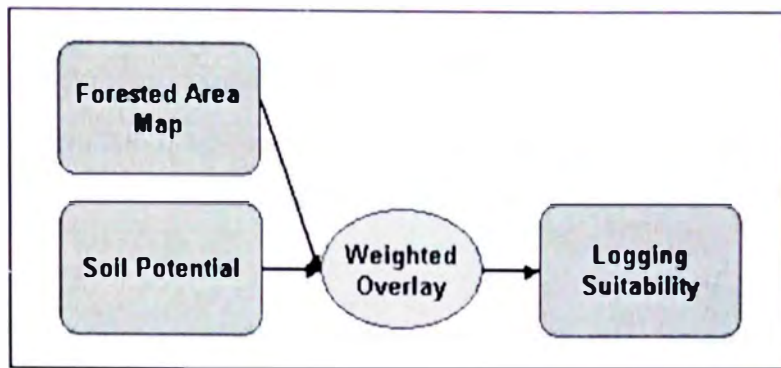 Forested Area
Map
Soil Potential
Weighted
Overlay
Logging
Suitability